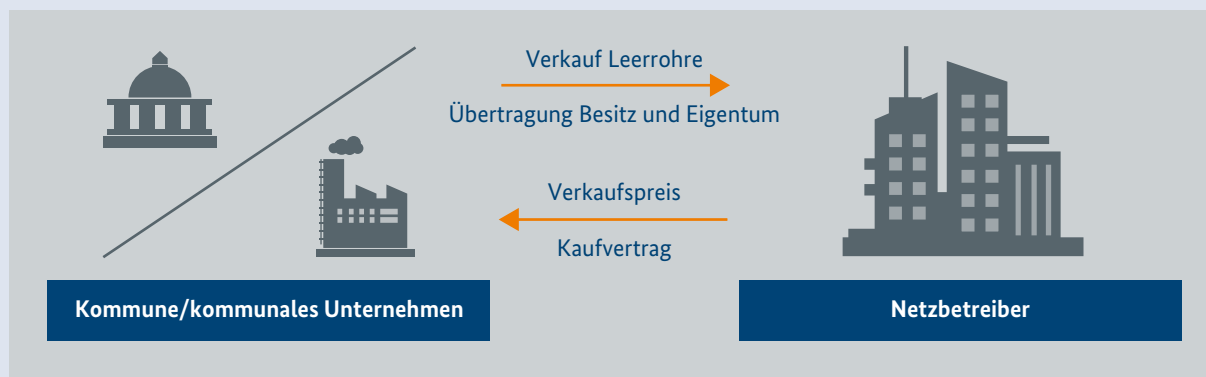 Verkauf Leerrohre
Übertragung Besitz und Eigentum
Verkaufspreis
Kaufvertrag
Kommune/kommunales Unternehmen
Netzbetreiber